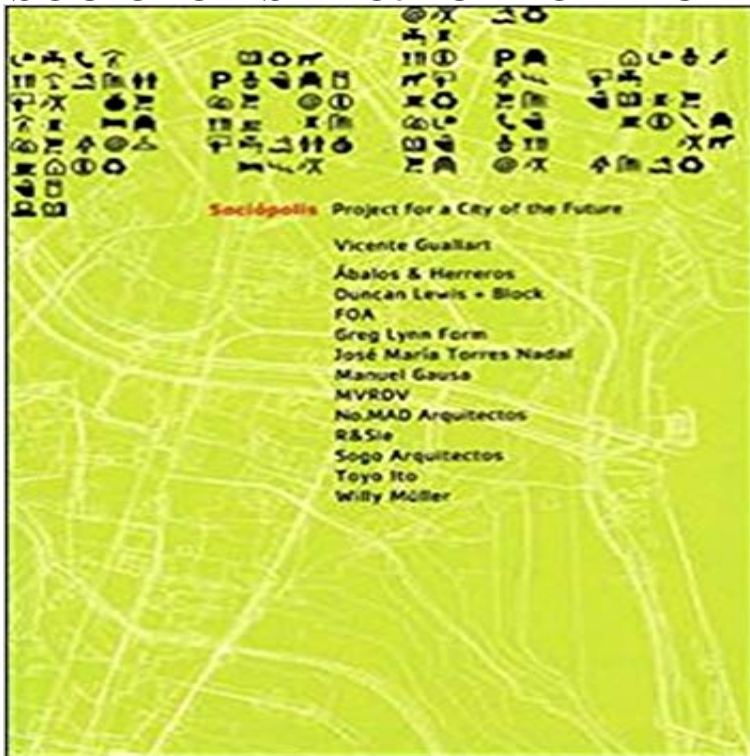 Sociópolis Project for a City of the Future
Vicente Guallart
Ábalos & Herreros
Duncan Lewis + Block
FOA
Greg Lynn Form
José María Torres Nadal
Manuel Gausa
MVRDV
No.MAD Arquitectos
R&Sie
Sogo Arquitectos
Toyo Ito
Willy Müller